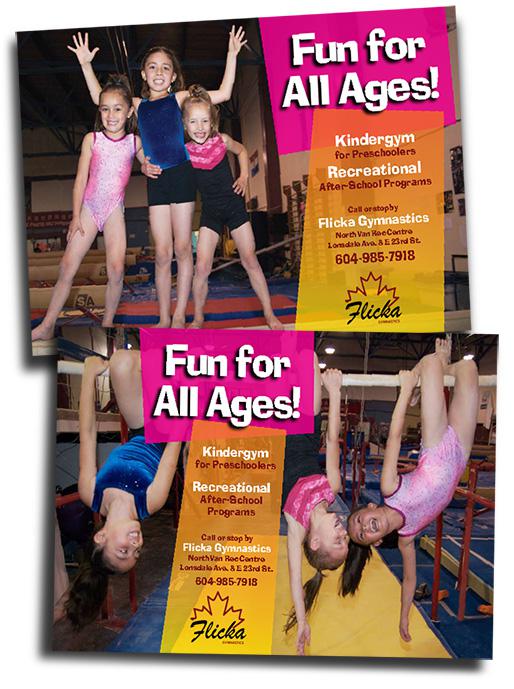 Fun for
All Ages!
Kindergym
for Preschoolers
Recreational
After-School Programs
Call or stop by
Flicka Gymnastics
North Van Rec Centre
Lonsdale Ave. & E 23rd St.
604-985-7918
Flicka
GYMNASTICS
Fun for
All Ages!
Kindergym
for Preschoolers
Recreational
After-School
Programs
Call or stop by
Flicka Gymnastics
North Van Rec Centre
Lonsdale Ave. & E 23rd St.
604-985-7918
Flicka
GYMNASTICS